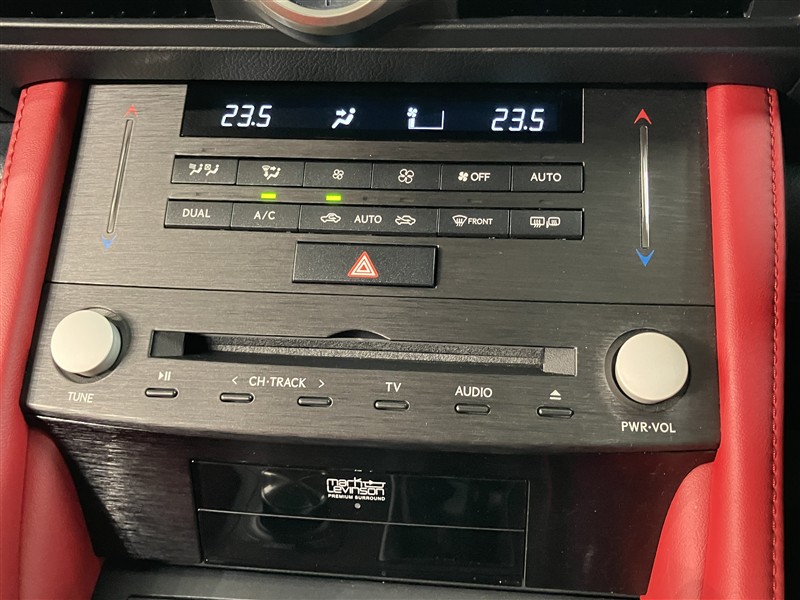 23.5 23.5
OFF AUTO
DUAL A/C AUTO FRONT
< CH·TRACK > TV AUDIO
TUNE PWR·VOL
mark
Levinson
PREMIUM SURROUND